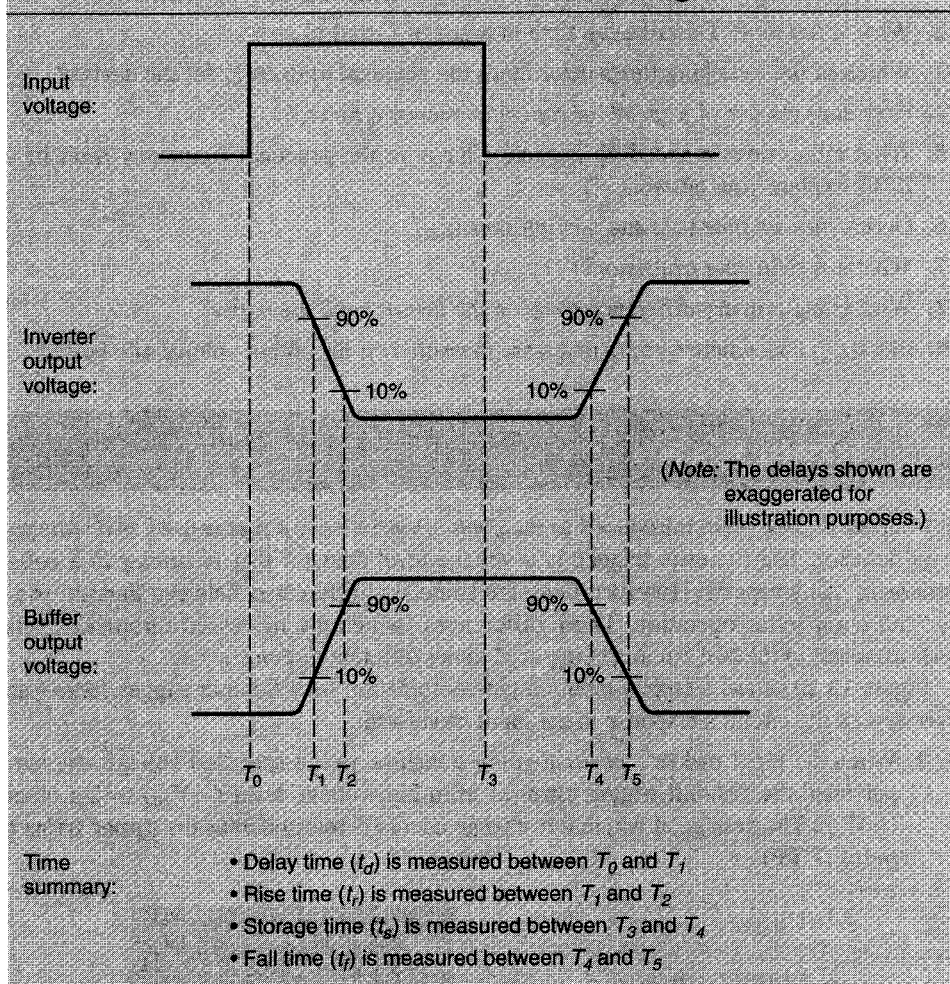 Input
voltage:
Inverter
output
voltage:
90%
10%
90%
10%
(Note: The delays shown are
exaggerated for
illustration purposes.)
Buffer
output
voltage:
90%
10%
90%
10%
T0 T1 T2 T3 T4 T5
Time
summary:
• Delay time (td) is measured between T0 and T1
• Rise time (tr) is measured between T1 and T2
• Storage time (ts) is measured between T3 and T4
• Fall time (tf) is measured between T4 and T5